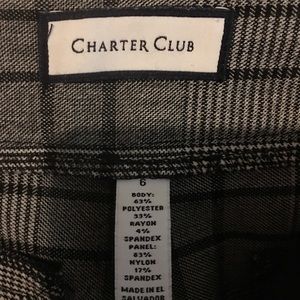 CHARTER CLUB
6
BODY:
63%
POLYESTER
33%
RAYON
4%
SPANDEX
PANEL:
83%
NYLON
17%
SPANDEX
MADE IN EL
SALVADOR